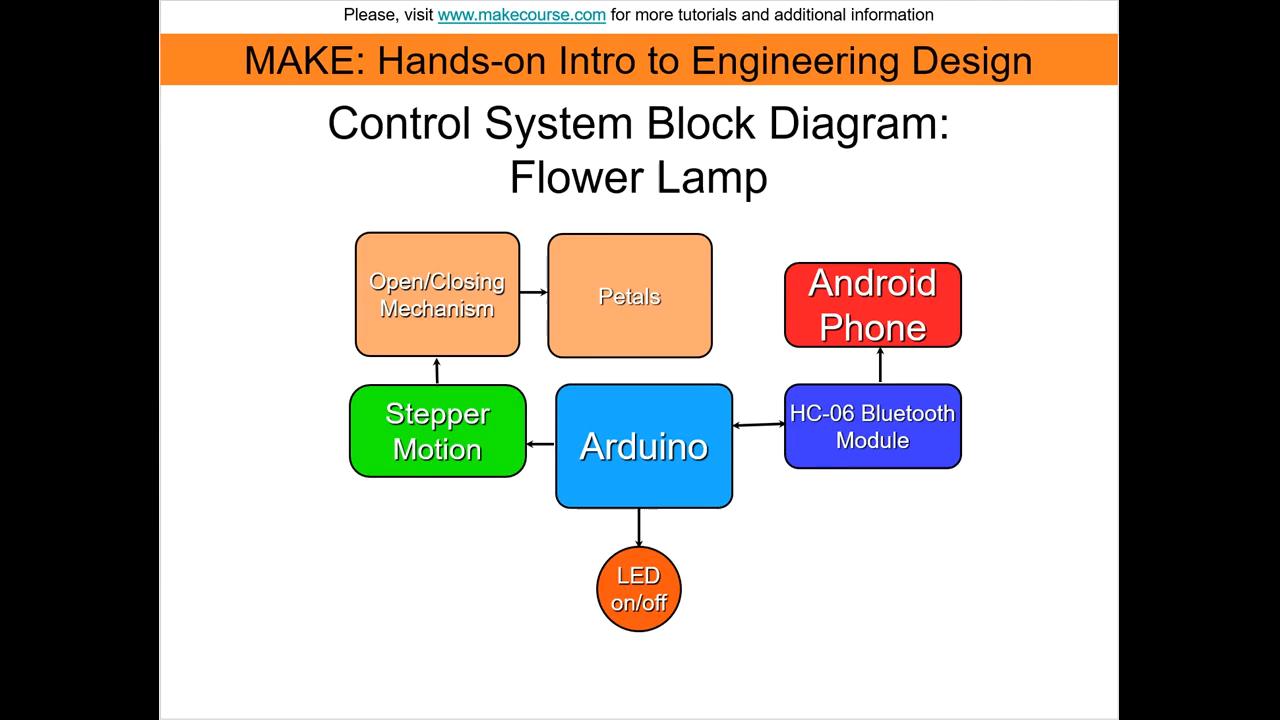 Please, visit www.makecourse.com for more tutorials and additional information
MAKE: Hands-on Intro to Engineering Design
Control System Block Diagram:
Flower Lamp
Open/Closing
Mechanism
Petals
Android
Phone
Stepper
Motion
Arduino
HC-06 Bluetooth
Module
LED
on/off